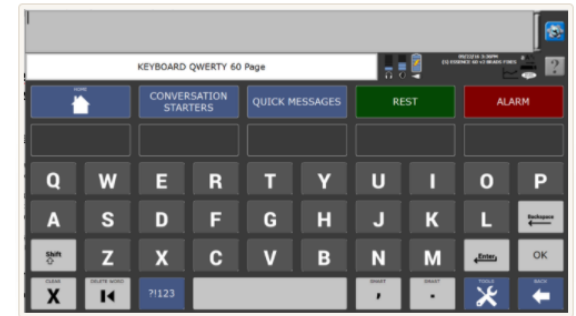 KEYBOARD QWERTY 60 Page
?
HOME
CONVERSATION STARTERS
QUICK MESSAGES
REST
ALARM
Q W E R T Y U I O P
A S D F G H J K L Backspace
Shift Z X C V B N M Enter OK
CLEAR X DELETE WORD ?!123 SMART , SMART . TOOLS BACK